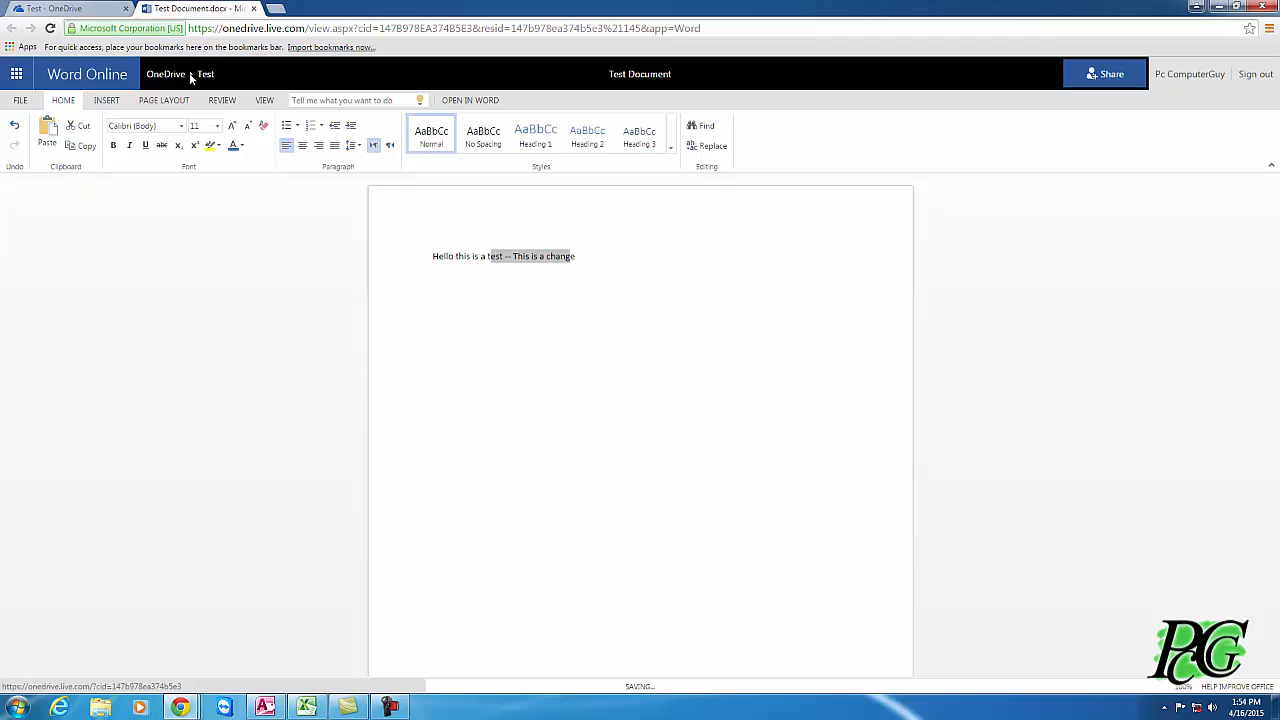 Test - OneDrive
Test Document.docx - Mic
Microsoft Corporation [US]
https://onedrive.live.com/view.aspx?cid=147B978EA374B5E3&resid=147b978ea374b5e3%21145&app=Word
Apps
For quick access, place your bookmarks here on the bookmarks bar.
Import bookmarks now...
Word Online
OneDrive
Test
Test Document
Share
Pc ComputerGuy
Sign out
FILE
HOME
INSERT
PAGE LAYOUT
REVIEW
VIEW
Tell me what you want to do
OPEN IN WORD
Undo
Paste
Cut
Copy
Clipboard
Calibri (Body)
11
Font
Paragraph
AaBbCc
Normal
AaBbCc
No Spacing
AaBbCc
Heading 1
AaBbCc
Heading 2
AaBbCc
Heading 3
Styles
Find
Replace
Editing
Hello this is a test -- This is a change
PCG
https://onedrive.live.com/?cid=147b978ea374b5e3
SAVING...
100%
HELP IMPROVE OFFICE
1:54 PM
4/16/2015